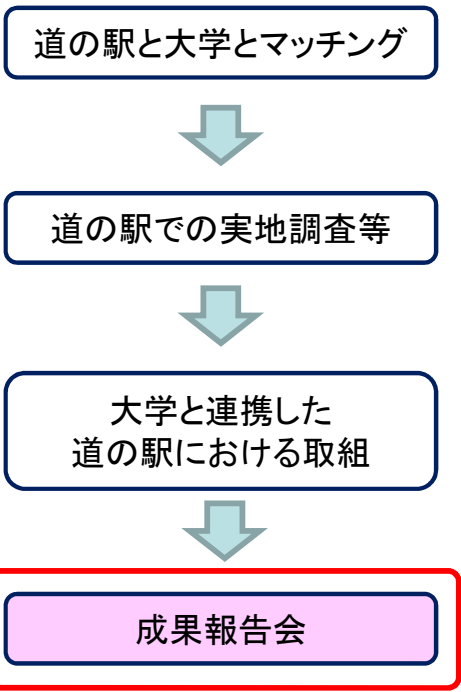 道の駅と大学とマッチング
道の駅での実地調査等
大学と連携した
道の駅における取組
成果報告会